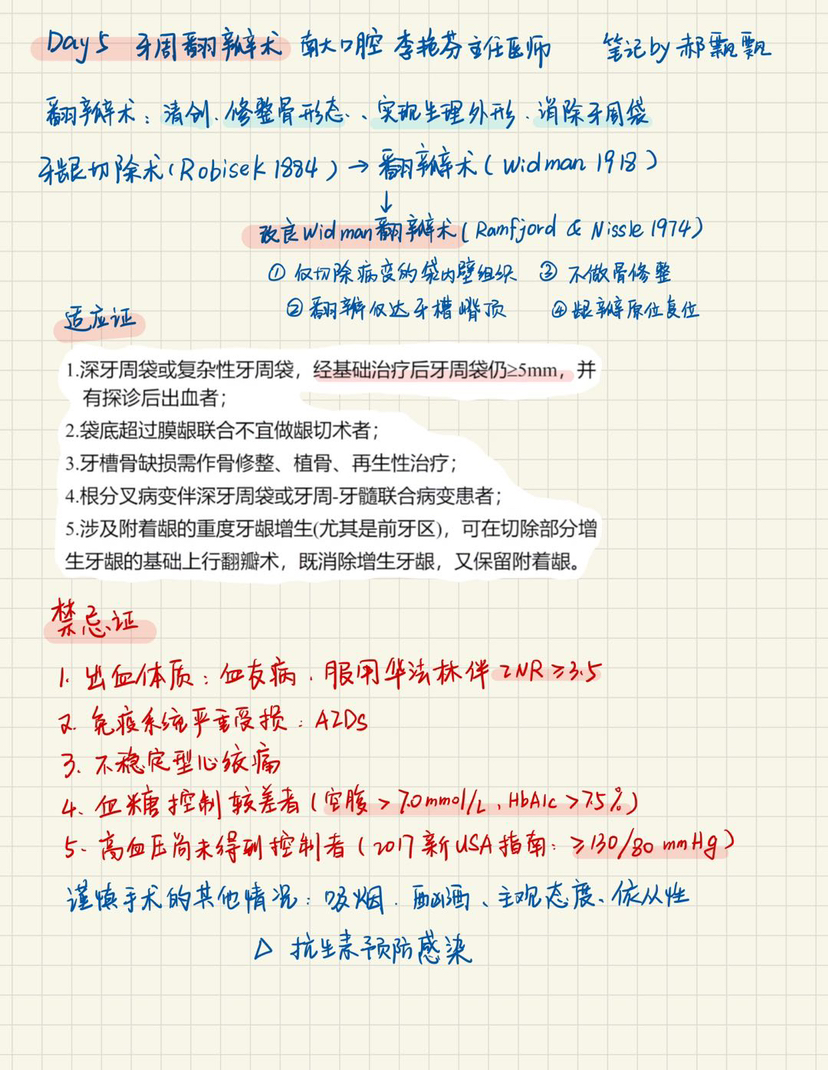 Day 5 牙周翻瓣术 南大口腔 李艳芬主任医师 笔记by郝飘飘
翻瓣术：清创、修整骨形态、、实现生理外形、消除牙周袋
牙龈切除术（Robisek 1884）→ 翻瓣术（Widman 1918）
↓
改良Widman翻瓣术（Ramfjord & Nissle 1974）
① 仅切除病变的袋内壁组织 ③ 不做骨修整
② 翻瓣仅达牙槽嵴顶 ④龈瓣原位复位
适应证
1.深牙周袋或复杂性牙周袋，经基础治疗后牙周袋仍≥5mm，并
有探诊后出血者；
2.袋底超过膜龈联合不宜做龈切术者；
3.牙槽骨缺损需作骨修整、植骨、再生性治疗；
4.根分叉病变伴深牙周袋或牙周-牙髓联合病变患者；
5.涉及附着龈的重度牙龈增生(尤其是前牙区)，可在切除部分增
生牙龈的基础上行翻瓣术，既消除增生牙龈，又保留附着龈。
禁忌证
1. 出血体质：血友病、服用华法林伴 INR ≥3.5
2. 免疫系统严重受损：AIDs
3. 不稳定型心绞痛
4. 血糖控制较差者（空腹 > 7.0mmol/L、HbA1c >7.5%）
5. 高血压尚未得到控制者（2017新USA指南：≥130/80 mmHg）
谨慎手术的其他情况：吸烟、酗酒、主观态度、依从性
△ 抗生素预防感染